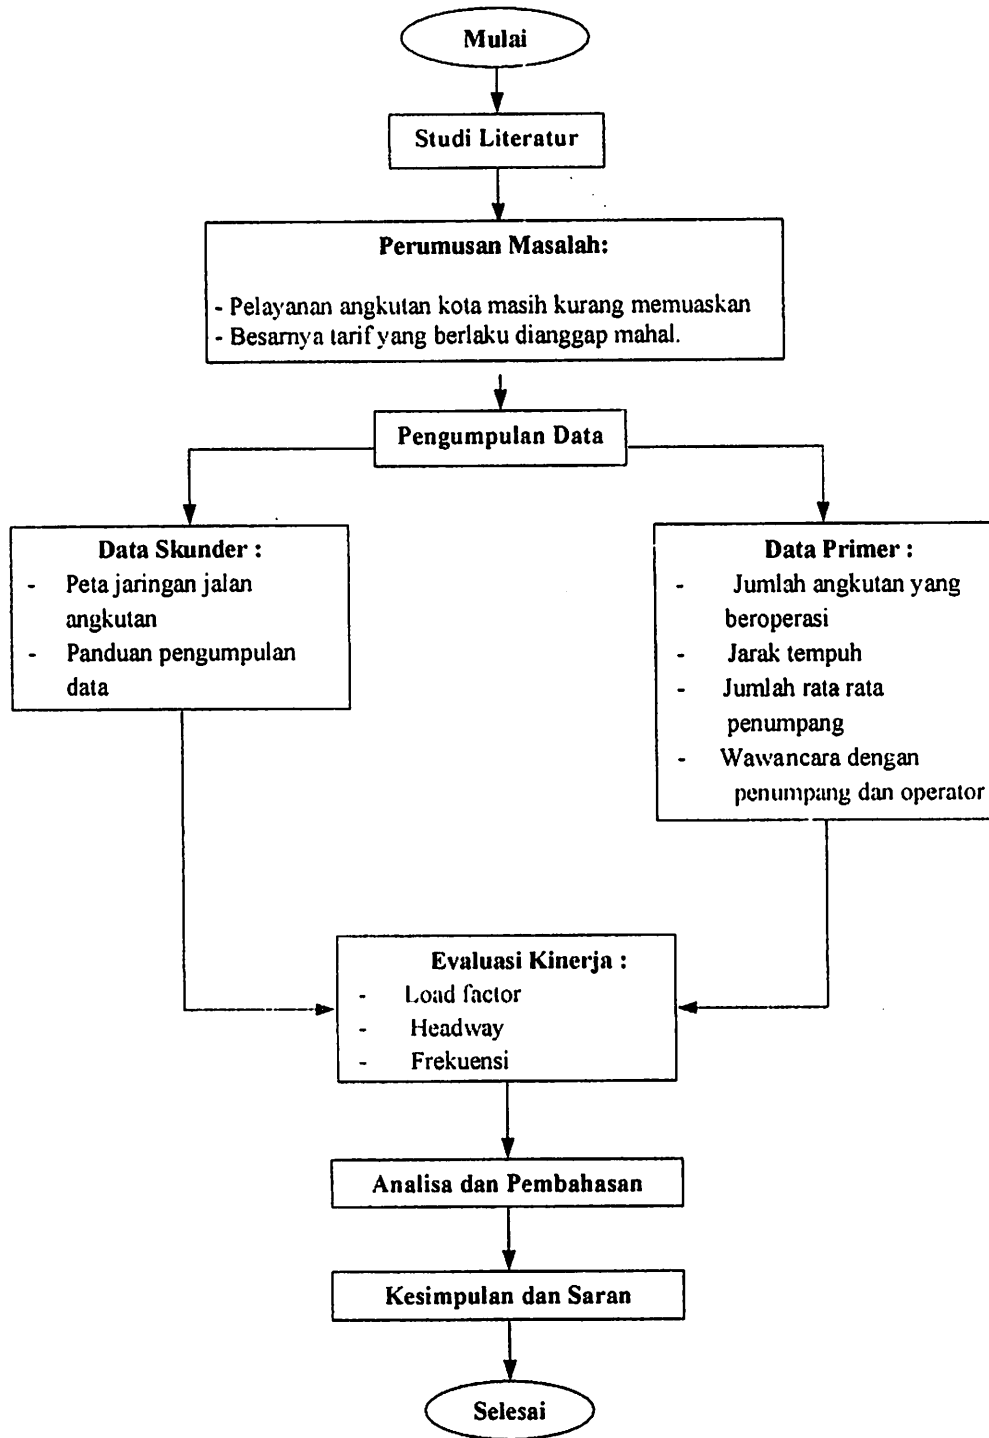 Mulai
Studi Literatur
Perumusan Masalah:
- Pelayanan angkutan kota masih kurang memuaskan
- Besarnya tarif yang berlaku dianggap mahal.
Pengumpulan Data
Data Skunder :
- Peta jaringan jalan
angkutan
- Panduan pengumpulan
data
Data Primer :
- Jumlah angkutan yang
beroperasi
- Jarak tempuh
- Jumlah rata rata
penumpang
- Wawancara dengan
penumpang dan operator
Evaluasi Kinerja :
- Load factor
- Headway
- Frekuensi
Analisa dan Pembahasan
Kesimpulan dan Saran
Selesai